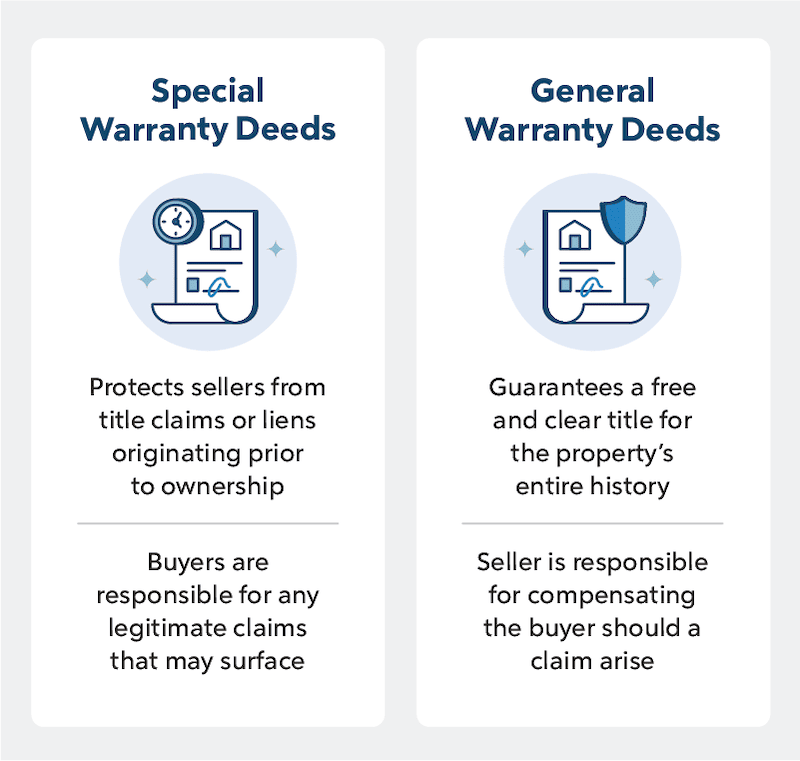 Special
Warranty Deeds
Protects sellers from
title claims or liens
originating prior
to ownership
Buyers are
responsible for any
legitimate claims
that may surface
General
Warranty Deeds
Guarantees a free
and clear title for
the property’s
entire history
Seller is responsible
for compensating
the buyer should a
claim arise